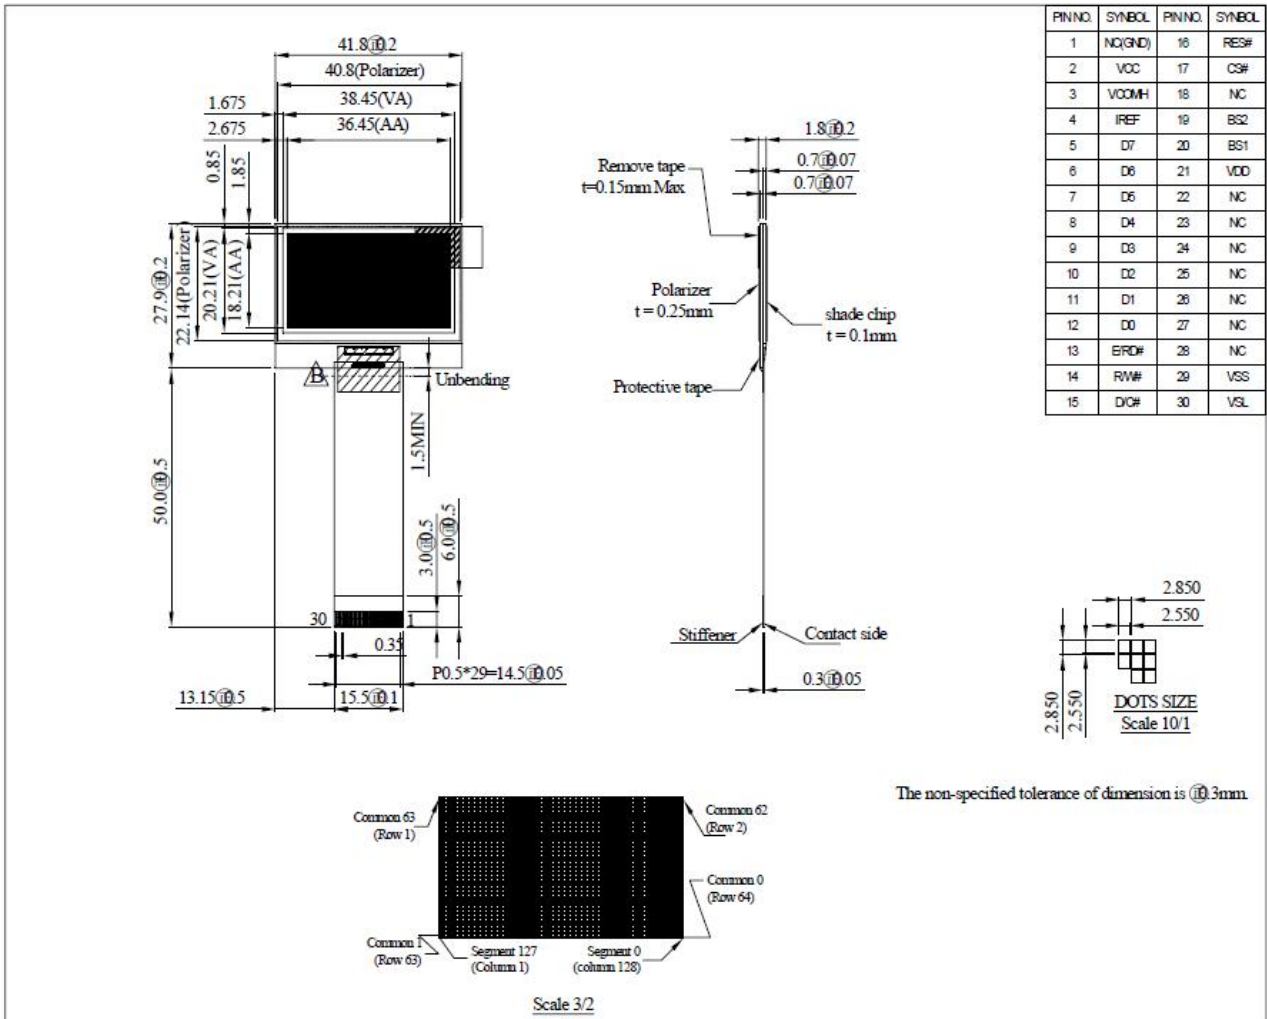 PIN NO. SYNBOL PIN NO. SYNBOL
1 NC(GND) 16 RES#
2 VCC 17 CS#
3 VCOMH 18 NC
4 IREF 19 BS2
5 D7 20 BS1
6 D6 21 VDD
7 D5 22 NC
8 D4 23 NC
9 D3 24 NC
10 D2 25 NC
11 D1 26 NC
12 D0 27 NC
13 E/RD# 28 NC
14 R/W# 29 VSS
15 D/C# 30 VSL
41.8 0.2
40.8(Polarizer)
38.45(VA)
36.45(AA)
1.675
2.675
0.85
1.85
27.9 0.2
22.14(Polarizer)
20.21(VA)
18.21(AA)
B
Unbending
1.5MIN
50.0 0.5
3.0 0.5
6.0 0.5
30
1
0.35
P0.5*29=14.5 0.05
13.15 0.5
15.5 0.1
1.8 0.2
0.7 0.07
0.7 0.07
Remove tape
t=0.15mm Max
Polarizer
t = 0.25mm
shade chip
t = 0.1mm
Protective tape
Stiffener
Contact side
0.3 0.05
2.850
2.550
2.850
2.550
DOTS SIZE
Scale 10/1
The non-specified tolerance of dimension is 0.3mm.
Common 63
(Row 1)
Common 62
(Row 2)
Common 0
(Row 64)
Common 1
(Row 63)
Segment 127
(Column 1)
Segment 0
(column 128)
Scale 3/2